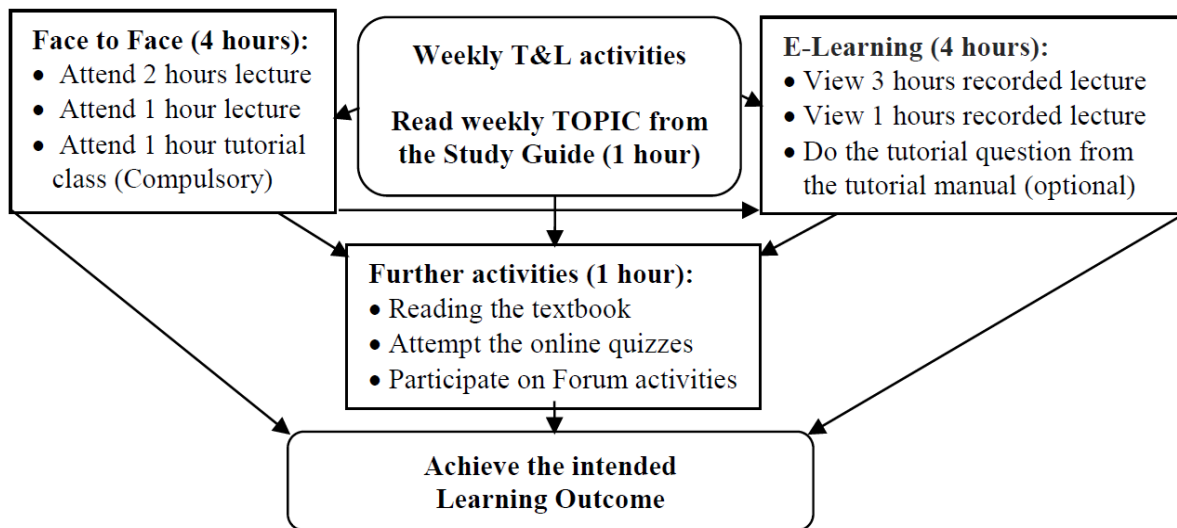 Face to Face (4 hours):
• Attend 2 hours lecture
• Attend 1 hour lecture
• Attend 1 hour tutorial
class (Compulsory)
Weekly T&L activities
Read weekly TOPIC from
the Study Guide (1 hour)
E-Learning (4 hours):
• View 3 hours recorded lecture
• View 1 hours recorded lecture
• Do the tutorial question from
the tutorial manual (optional)
Further activities (1 hour):
• Reading the textbook
• Attempt the online quizzes
• Participate on Forum activities
Achieve the intended
Learning Outcome